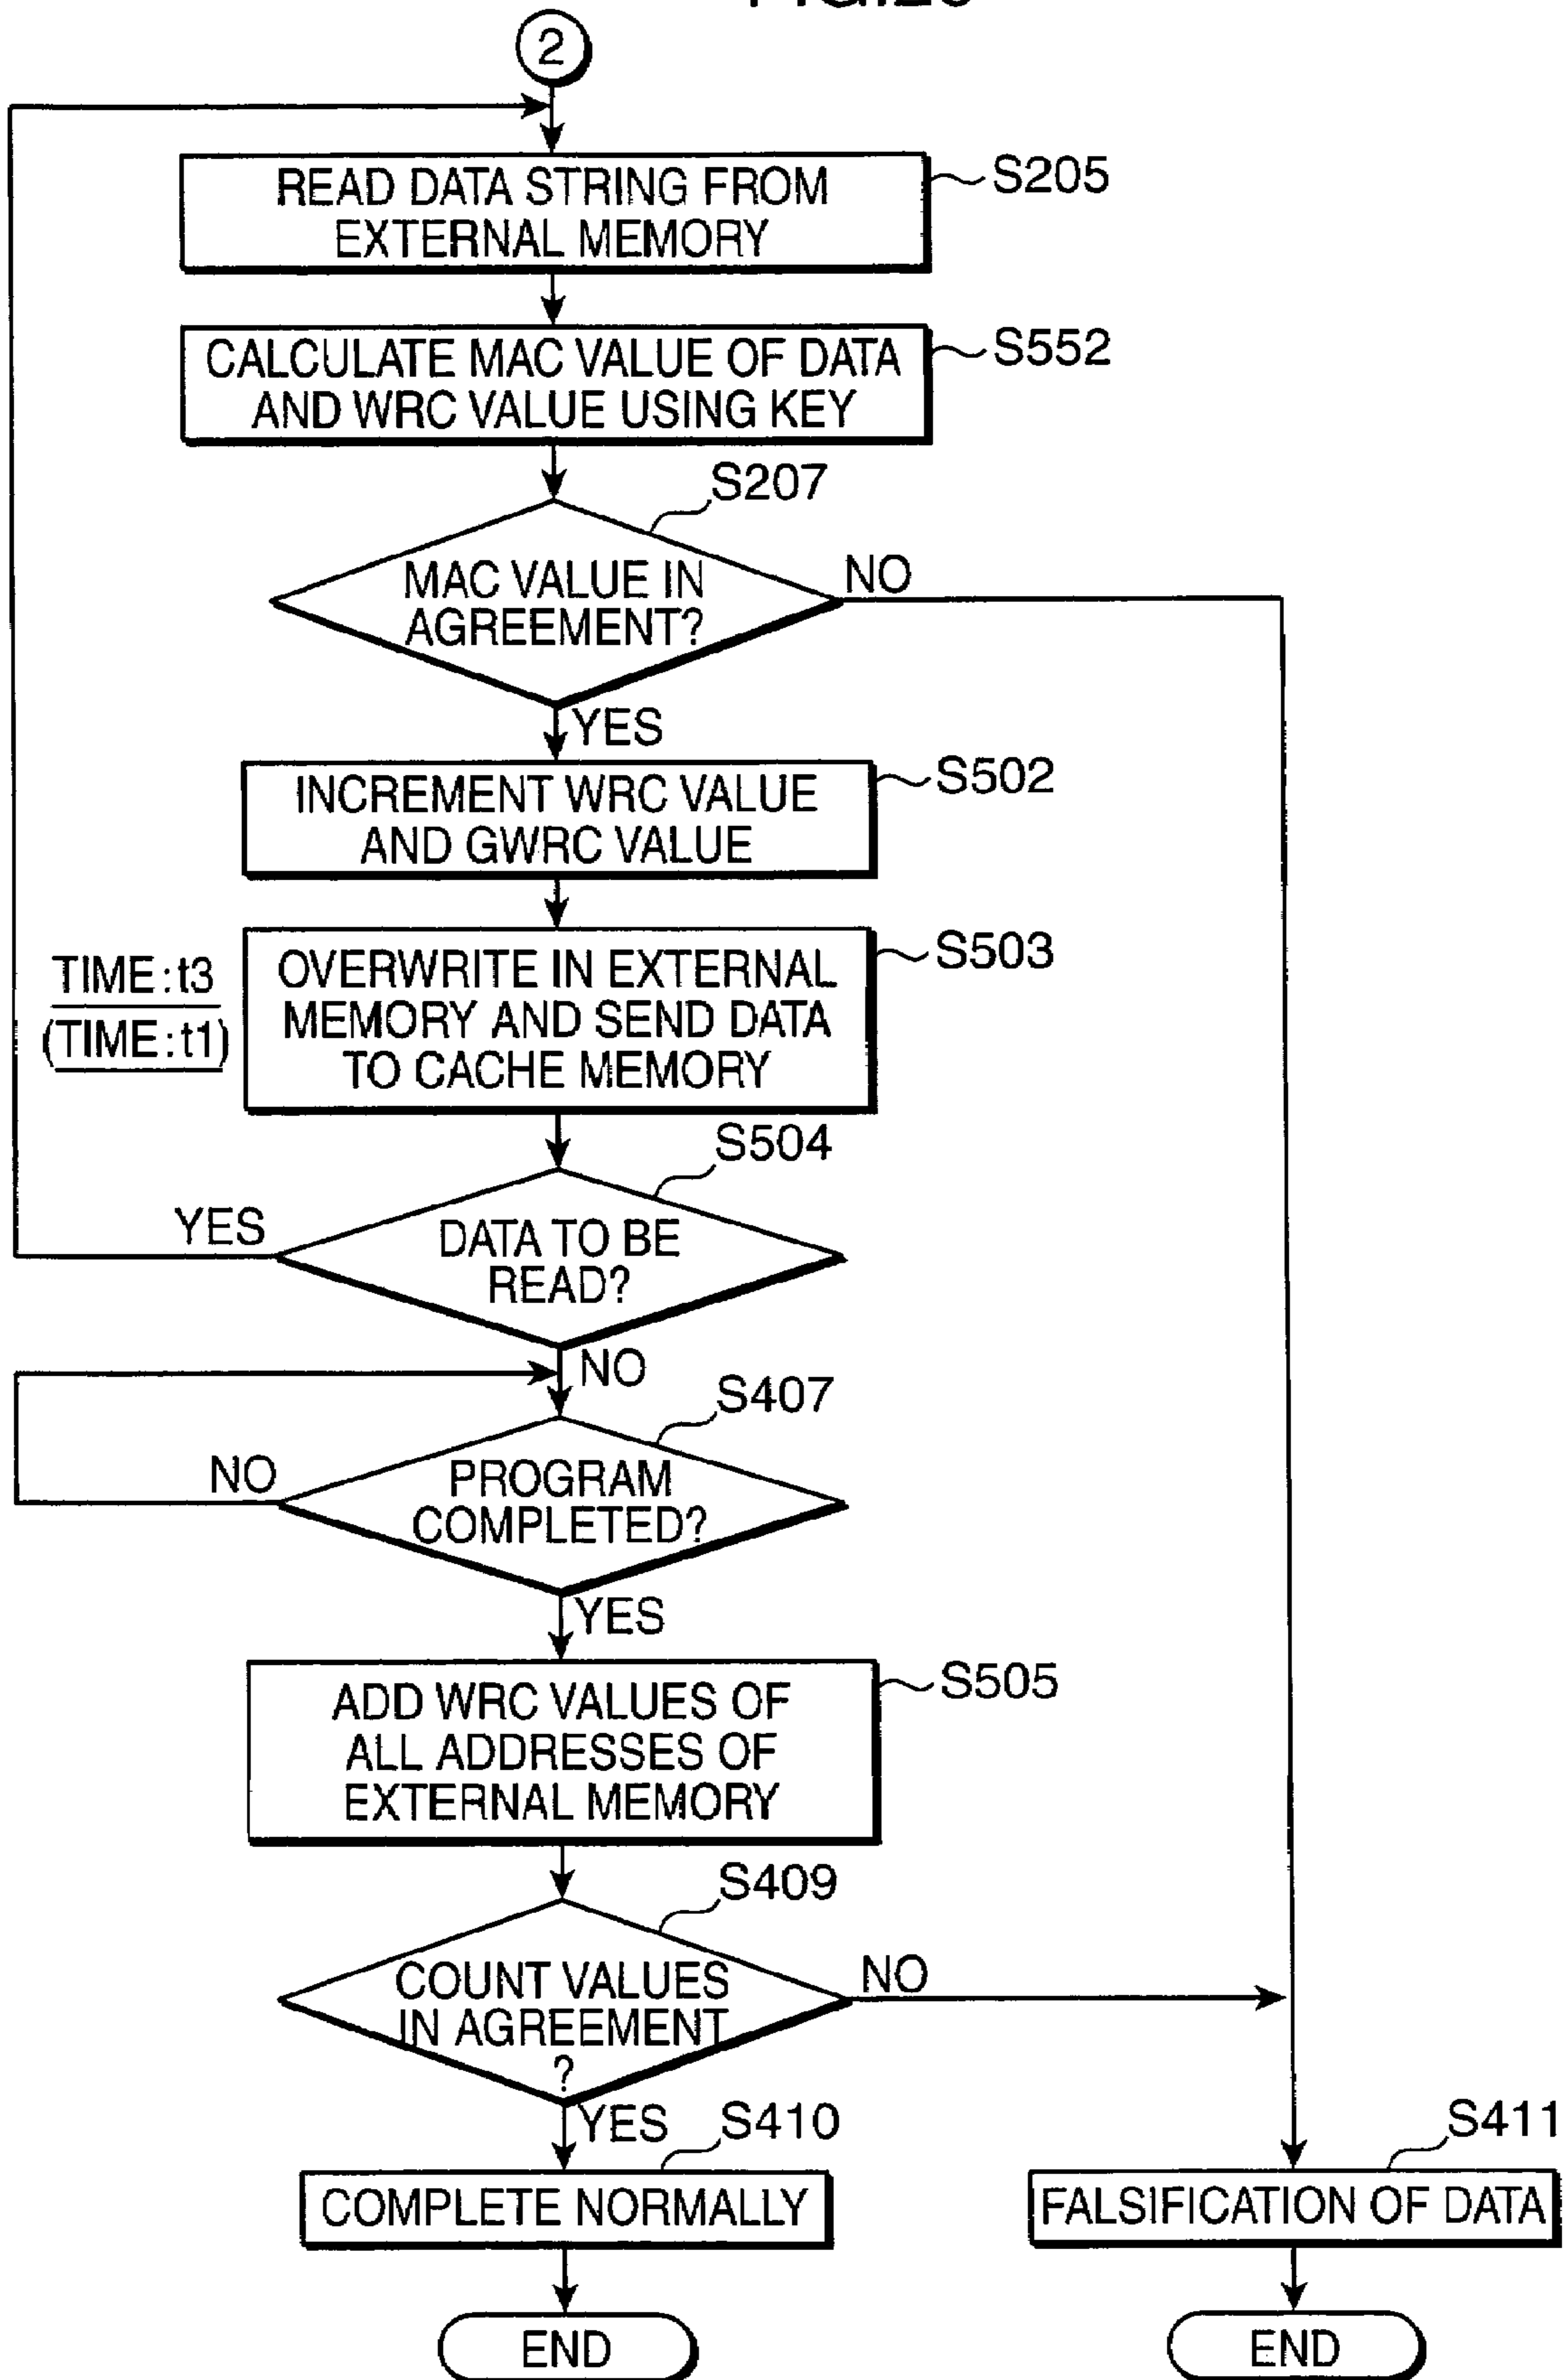 2
READ DATA STRING FROM
EXTERNAL MEMORY
S205
CALCULATE MAC VALUE OF DATA
AND WRC VALUE USING KEY
S552
S207
MAC VALUE IN
AGREEMENT?
NO
YES
INCREMENT WRC VALUE
AND GWRC VALUE
S502
TIME:t3
(TIME:t1)
OVERWRITE IN EXTERNAL
MEMORY AND SEND DATA
TO CACHE MEMORY
S503
S504
YES
DATA TO BE
READ?
NO
S407
NO
PROGRAM
COMPLETED?
YES
ADD WRC VALUES OF
ALL ADDRESSES OF
EXTERNAL MEMORY
S505
S409
COUNT VALUES
IN AGREEMENT
?
NO
YES
S410
S411
COMPLETE NORMALLY
FALSIFICATION OF DATA
END
END